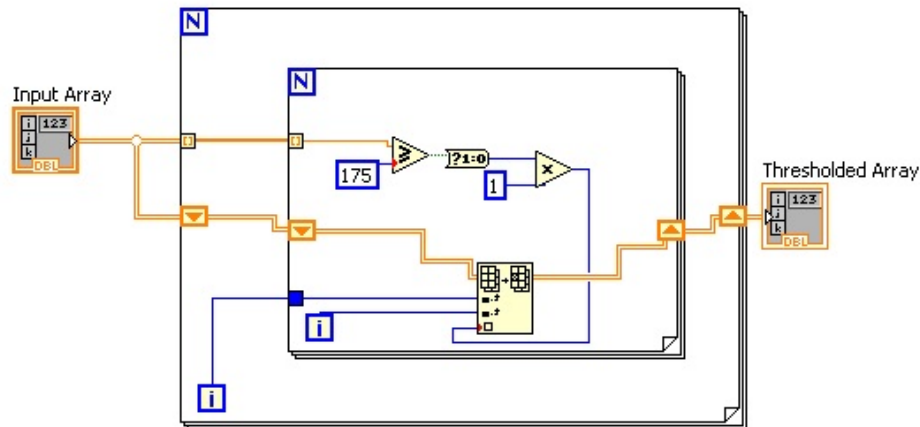 N
N
Input Array
i
123
j
k
DBL
≥
?1:0
175
1
×
Thresholded Array
i
123
j
k
DBL
i
i